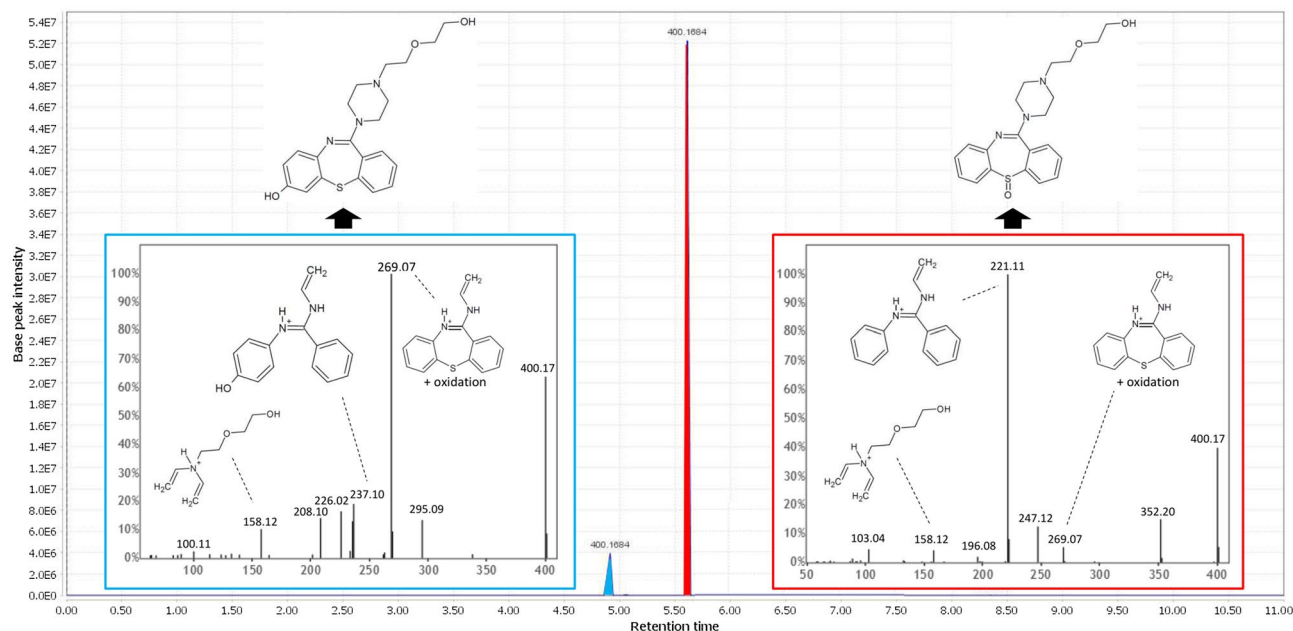 Base peak intensity
5.4E7
5.2E7
5.0E7
4.8E7
4.6E7
4.4E7
4.2E7
4.0E7
3.8E7
3.6E7
3.4E7
3.2E7
3.0E7
2.8E7
2.6E7
2.4E7
2.2E7
2.0E7
1.8E7
1.6E7
1.4E7
1.2E7
1.0E7
8.0E6
6.0E6
4.0E6
2.0E6
0.0E0
OH
O
N
N
N
S
HO
400.1684
OH
O
N
N
N
S
O
100%
90%
80%
70%
60%
50%
40%
30%
20%
10%
0%
CH2
NH
H
N
+
HO
OH
O
H
N
+
H2C
CH2
269.07
CH2
NH
H
N
+
S
+ oxidation
400.17
100.11
158.12
208.10
226.02
237.10
295.09
100 150 200 250 300 350 400
400.1684
100%
90%
80%
70%
60%
50%
40%
30%
20%
10%
0%
CH2
NH
H
N
+
OH
O
H
N
+
H2C
CH2
221.11
CH2
NH
H
N
+
S
+ oxidation
400.17
103.04
158.12
196.08
247.12
269.07
352.20
50 100 150 200 250 300 350 400
0.00 0.50 1.00 1.50 2.00 2.50 3.00 3.50 4.00 4.50 5.00 5.50 6.00 6.50 7.00 7.50 8.00 8.50 9.00 9.50 10.00 10.50 11.00
Retention time